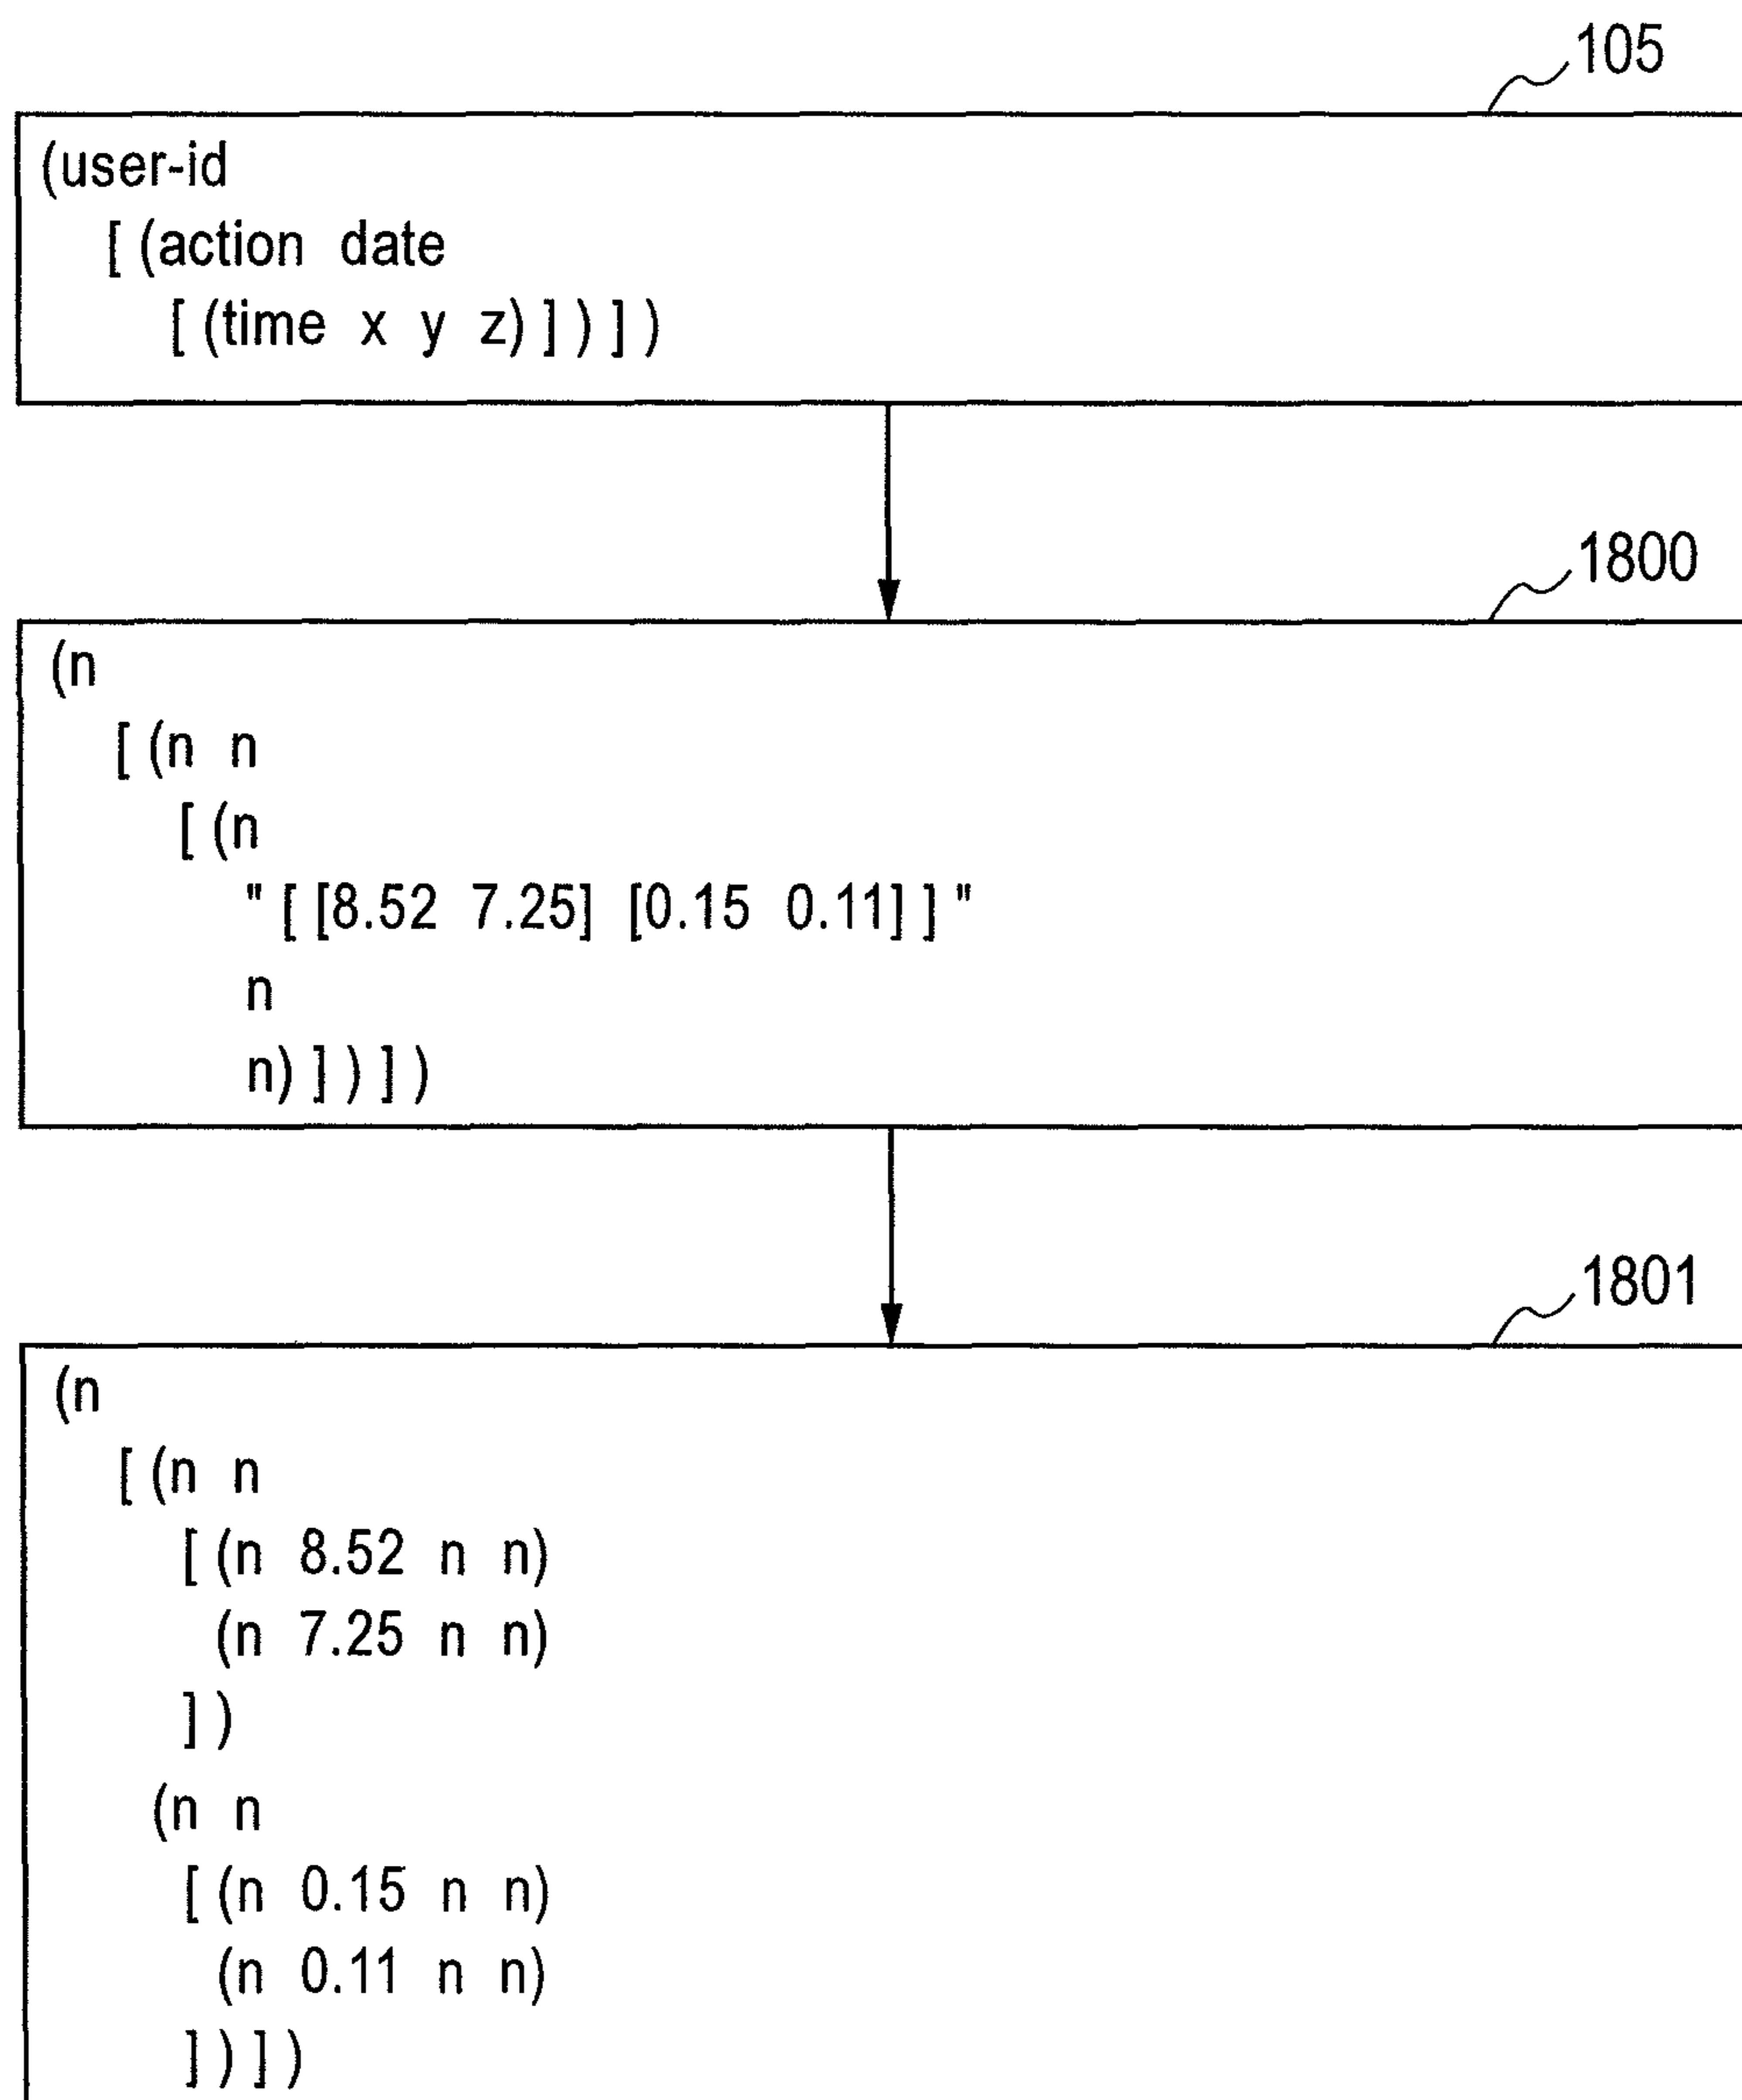 105
(user-id
[ (action date
[ (time x y z) ] ) ] )
1800
(n
[ (n n
[ (n
" [ [8.52 7.25] [0.15 0.11] ] "
n
n) ] ) ] )
1801
(n
[ (n n
[ (n 8.52 n n)
(n 7.25 n n)
] )
(n n
[ (n 0.15 n n)
(n 0.11 n n)
] ) ] )